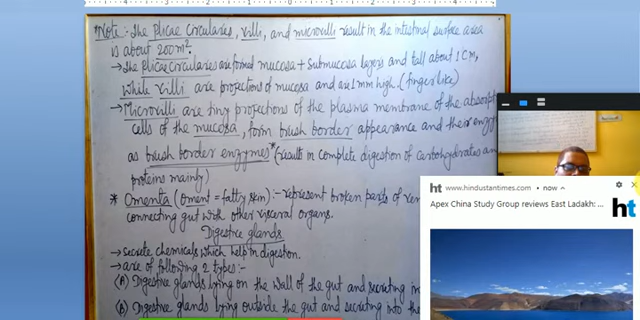 *Note:- The Plicae Circulares, Villi, and microvilli result in the intestinal surface area
is about 200m².
→ The Plicae Circulares are formed mucosa + submucosa layers and tall about 1 CM,
while Villi are projections of mucosa and are 1 mm high. (fingerlike)
→ Microvilli are tiny projections of the plasma membrane of the absorpt
cells of the mucosa, form brush border appearance and their enzy
as brush border enzymes* (results in complete digestion of carbohydrates an
proteins mainly)
* Omenta (oment = fatty skin):- represent broken parts of
connecting gut with other visceral organs.
Digestive glands
→ secrete chemicals which help in digestion.
→ are of following 2 types:-
(A) Digestive glands lying on the wall of the gut and secreting in
(B) Digestive glands lying outside the gut and secreting into the
ht www.hindustantimes.com • now
Apex China Study Group reviews East Ladakh: ...
ht